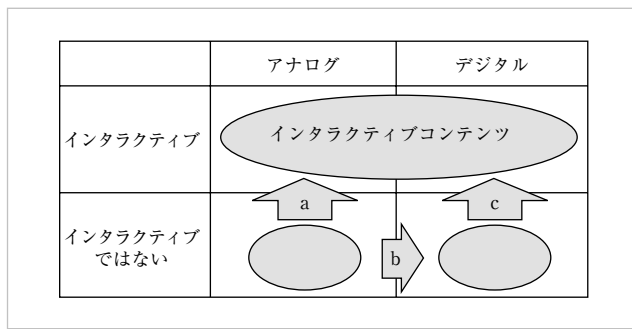 アナログ デジタル
インタラクティブ インタラクティブコンテンツ
a c
インタラクティブ
ではない
b